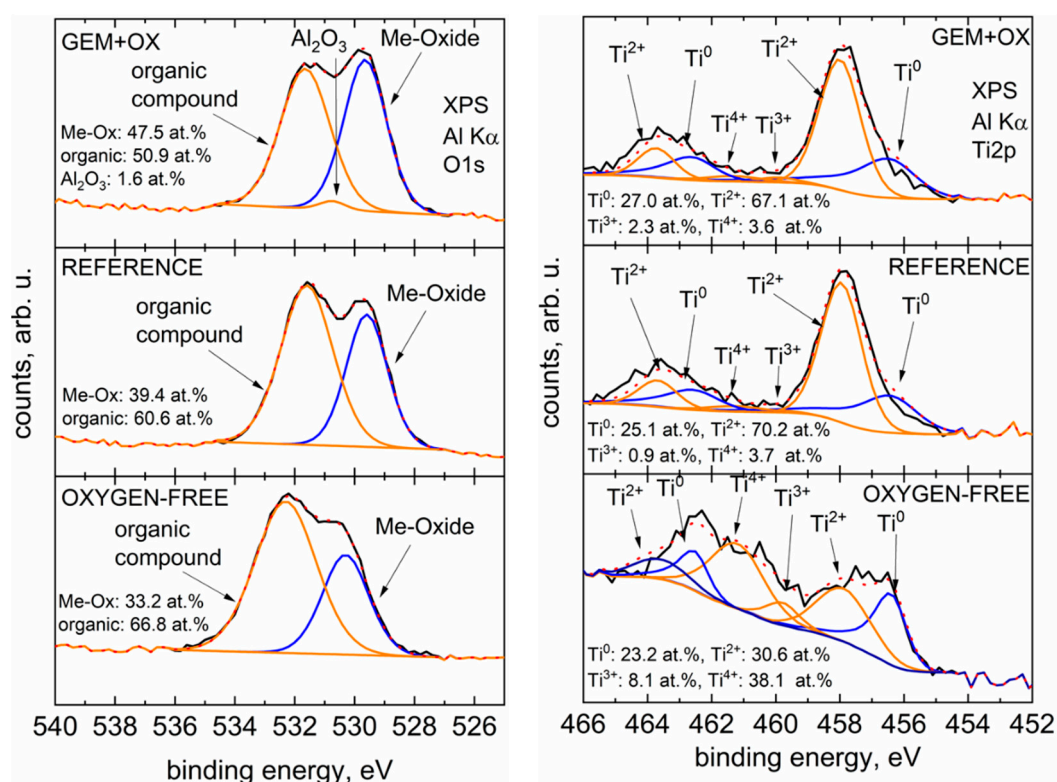 GEM+OX
Al₂O₃
Me-Oxide
organic
compound
XPS
Al Kα
O1s
Me-Ox: 47.5 at.%
organic: 50.9 at.%
Al₂O₃: 1.6 at.%
REFERENCE
organic
compound
Me-Oxide
Me-Ox: 39.4 at.%
organic: 60.6 at.%
OXYGEN-FREE
organic
compound
Me-Oxide
Me-Ox: 33.2 at.%
organic: 66.8 at.%
counts, arb. u.
540 538 536 534 532 530 528 526
binding energy, eV
GEM+OX
Ti²⁺
Ti⁰
Ti²⁺
Ti⁰
Ti⁴⁺
Ti³⁺
XPS
Al Kα
Ti2p
Ti⁰: 27.0 at.%, Ti²⁺: 67.1 at.%
Ti³⁺: 2.3 at.%, Ti⁴⁺: 3.6 at.%
REFERENCE
Ti²⁺
Ti⁰
Ti²⁺
Ti⁰
Ti⁴⁺
Ti³⁺
Ti⁰: 25.1 at.%, Ti²⁺: 70.2 at.%
Ti³⁺: 0.9 at.%, Ti⁴⁺: 3.7 at.%
OXYGEN-FREE
Ti²⁺
Ti⁰
Ti⁴⁺
Ti³⁺
Ti²⁺
Ti⁰
Ti⁰: 23.2 at.%, Ti²⁺: 30.6 at.%
Ti³⁺: 8.1 at.%, Ti⁴⁺: 38.1 at.%
counts, arb. u.
466 464 462 460 458 456 454 452
binding energy, eV